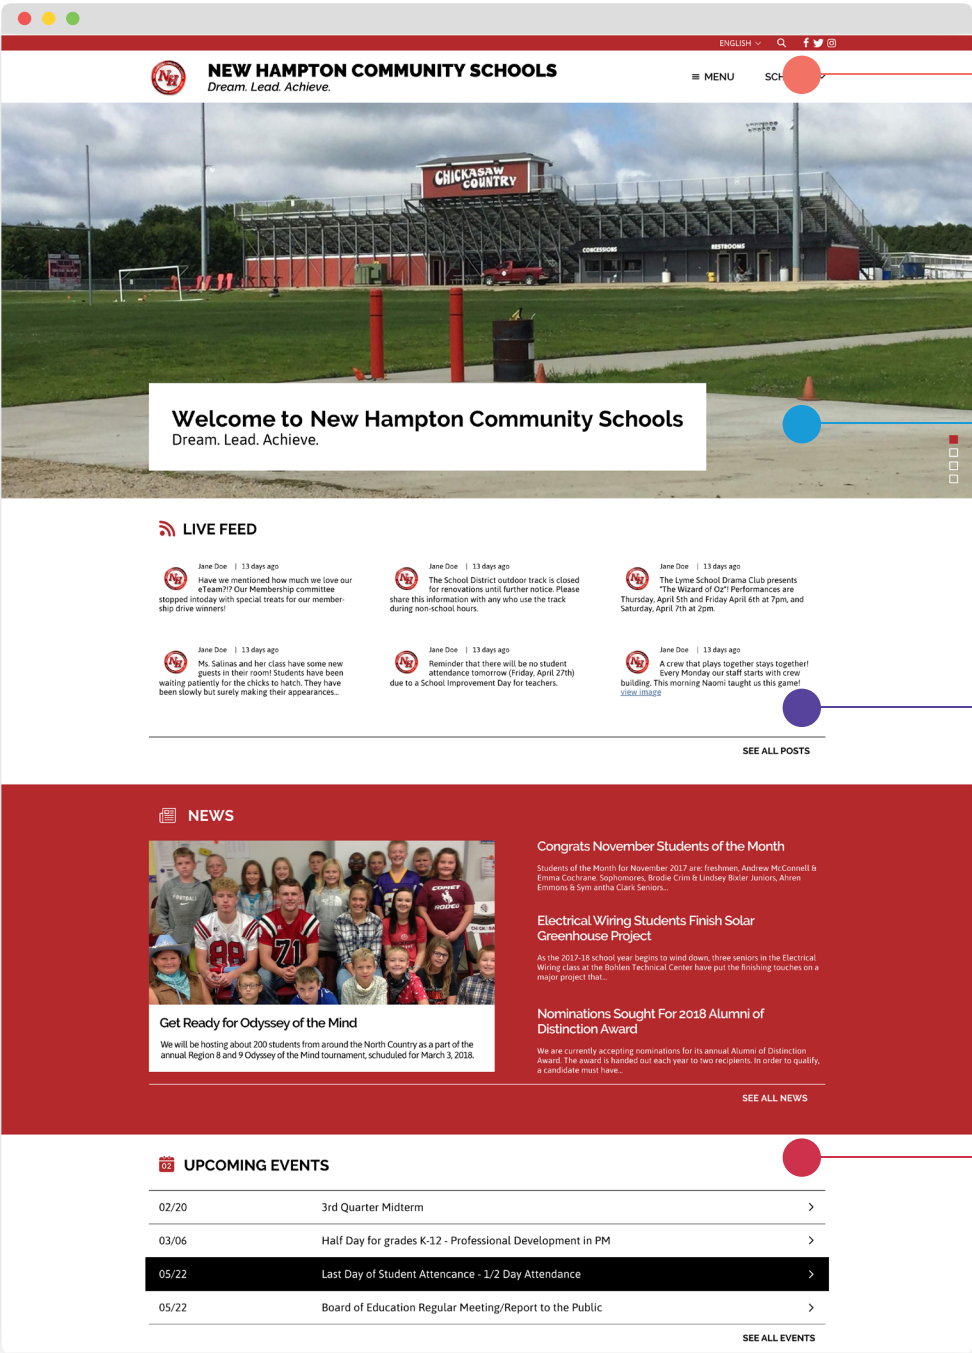 ENGLISH
NEW HAMPTON COMMUNITY SCHOOLS
Dream. Lead. Achieve.
MENU
NH
CHICKASAW
COUNTRY
CONCESSIONS
RESTROOMS
Welcome to New Hampton Community Schools
Dream. Lead. Achieve.
LIVE FEED
Jane Doe | 13 days ago
Have we mentioned how much we love our
eTeam?!? Our Membership committee
stopped intoday with special treats for our member-
ship drive winners!
Jane Doe | 13 days ago
The School District outdoor track is closed
for renovations until further notice. Please
share this information with any who use the track
during non-school hours.
Jane Doe | 13 days ago
The Lyme School Drama Club presents
"The Wizard of Oz"! Performances are
Thursday, April 5th and Friday April 6th at 7pm, and
Saturday, April 7th at 2pm.
Jane Doe | 13 days ago
Ms. Salinas and her class have some new
guests in their room! Students have been
waiting patiently for the chicks to hatch. They have
been slowly but surely making their appearances...
Jane Doe | 13 days ago
Reminder that there will be no student
attendance tomorrow (Friday, April 27th)
due to a School Improvement Day for teachers.
Jane Doe | 13 days ago
A crew that plays together stays together!
Every Monday our staff starts with crew
building. This morning Naomi taught us this game!
view image
SEE ALL POSTS
NEWS
FOOTBALL
COMET
RODEO
88
71
Get Ready for Odyssey of the Mind
We will be hosting about 200 students from around the North Country as a part of the
annual Region 8 and 9 Odyssey of the Mind tournament, schuduled for March 3, 2018.
Congrats November Students of the Month
Students of the Month for November 2017 are: freshmen, Andrew McConnell &
Emma Cochrane. Sophomores, Brodie Crim & Lindsey Bixler Juniors, Ahren
Emmons & Sym antha Clark Seniors...
Electrical Wiring Students Finish Solar
Greenhouse Project
As the 2017-18 school year begins to wind down, three seniors in the Electrical
Wiring class at the Bohlen Technical Center have put the finishing touches on a
major project that...
Nominations Sought For 2018 Alumni of
Distinction Award
We are currently accepting nominations for its annual Alumni of Distinction
Award. The award is handed out each year to two recipients. In order to qualify,
a candidate must have...
SEE ALL NEWS
02
UPCOMING EVENTS
02/20 3rd Quarter Midterm
03/06 Half Day for grades K-12 - Professional Development in PM
05/22 Last Day of Student Attencance - 1/2 Day Attendance
05/22 Board of Education Regular Meeting/Report to the Public
SEE ALL EVENTS